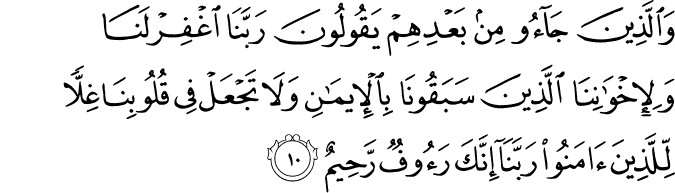 وَٱلَّذِينَ جَآءُو مِنۢ بَعْدِهِمْ يَقُولُونَ رَبَّنَا ٱغْفِرْ لَنَا
وَلِإِخْوَٰنِنَا ٱلَّذِينَ سَبَقُونَا بِٱلْإِيمَٰنِ وَلَا تَجْعَلْ فِى قُلُوبِنَا غِلًّا
لِّلَّذِينَ ءَامَنُوا۟ رَبَّنَآ إِنَّكَ رَءُوفٌ رَّحِيمٌ ١٠